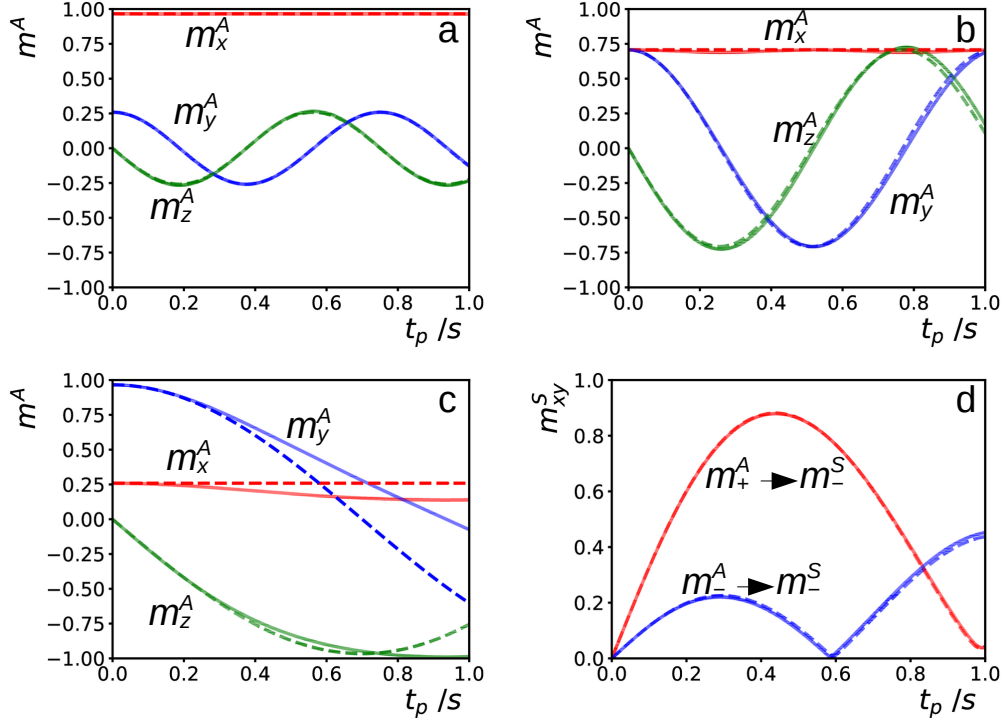 a
m^A
1.00
0.75
0.50
0.25
0.00
−0.25
−0.50
−0.75
−1.00
m_x^A
m_y^A
m_z^A
0.0 0.2 0.4 0.6 0.8 1.0
t_p /s
b
m^A
1.00
0.75
0.50
0.25
0.00
−0.25
−0.50
−0.75
−1.00
m_x^A
m_z^A
m_y^A
0.0 0.2 0.4 0.6 0.8 1.0
t_p /s
c
m^A
1.00
0.75
0.50
0.25
0.00
−0.25
−0.50
−0.75
−1.00
m_y^A
m_x^A
m_z^A
0.0 0.2 0.4 0.6 0.8 1.0
t_p /s
d
m_xy^S
1.0
0.8
0.6
0.4
0.2
0.0
m_+^A → m_−^S
m_−^A → m_−^S
0.0 0.2 0.4 0.6 0.8 1.0
t_p /s